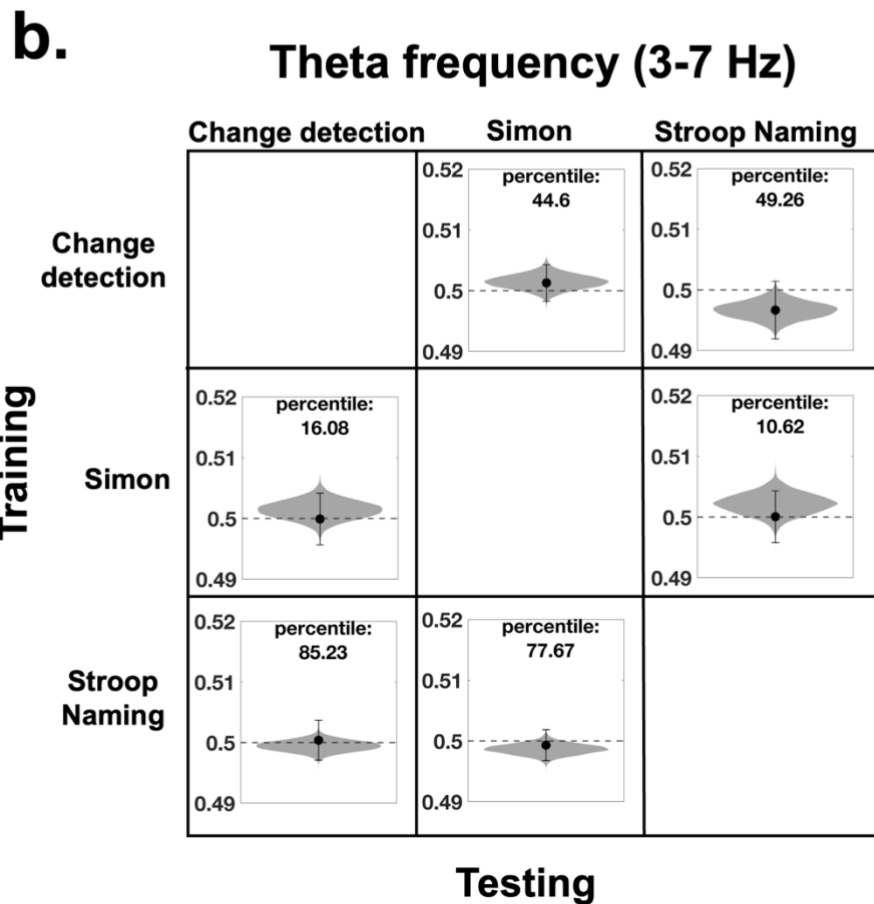 b.
Theta frequency (3-7 Hz)
Change detection
Simon
Stroop Naming
Training
Change
detection
0.52
0.51
0.5
0.49
percentile:
44.6
0.52
0.51
0.5
0.49
percentile:
49.26
Simon
0.52
0.51
0.5
0.49
percentile:
16.08
0.52
0.51
0.5
0.49
percentile:
10.62
Stroop
Naming
0.52
0.51
0.5
0.49
percentile:
85.23
0.52
0.51
0.5
0.49
percentile:
77.67
Testing